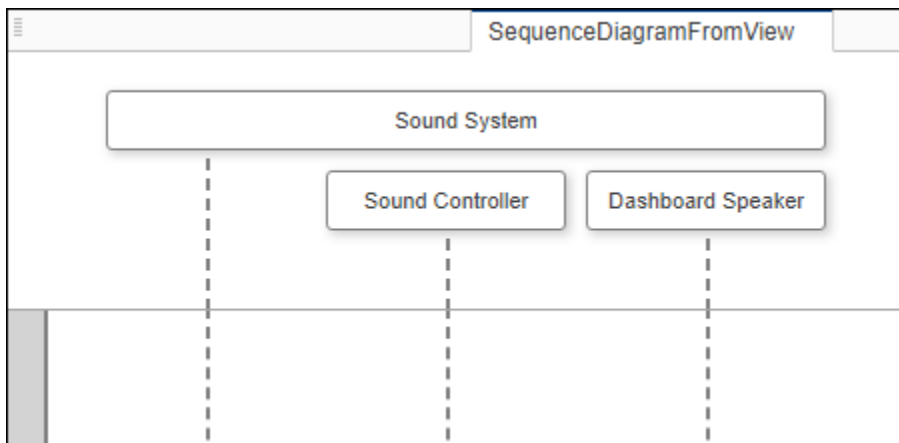 SequenceDiagramFromView
Sound System
Sound Controller
Dashboard Speaker